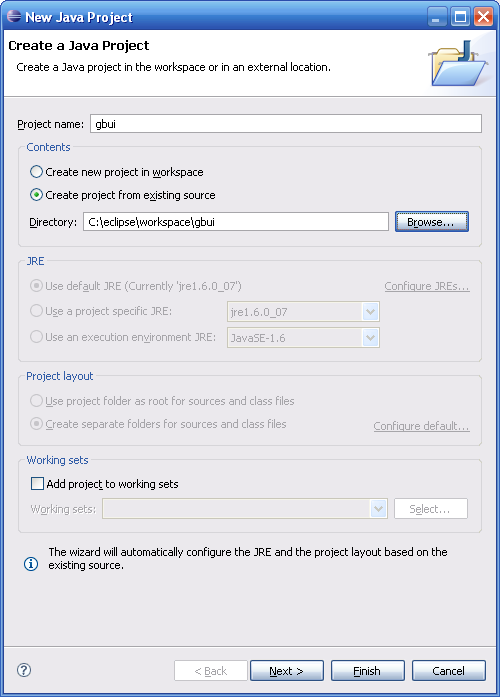 New Java Project
Create a Java Project
Create a Java project in the workspace or in an external location.
Project name: gbui
Contents
Create new project in workspace
Create project from existing source
Directory: C:\eclipse\workspace\gbui Browse...
JRE
Use default JRE (Currently 'jre1.6.0_07') Configure JREs...
Use a project specific JRE: jre1.6.0_07
Use an execution environment JRE: JavaSE-1.6
Project layout
Use project folder as root for sources and class files
Create separate folders for sources and class files Configure default...
Working sets
Add project to working sets
Working sets: Select...
The wizard will automatically configure the JRE and the project layout based on the
existing source.
? < Back Next > Finish Cancel